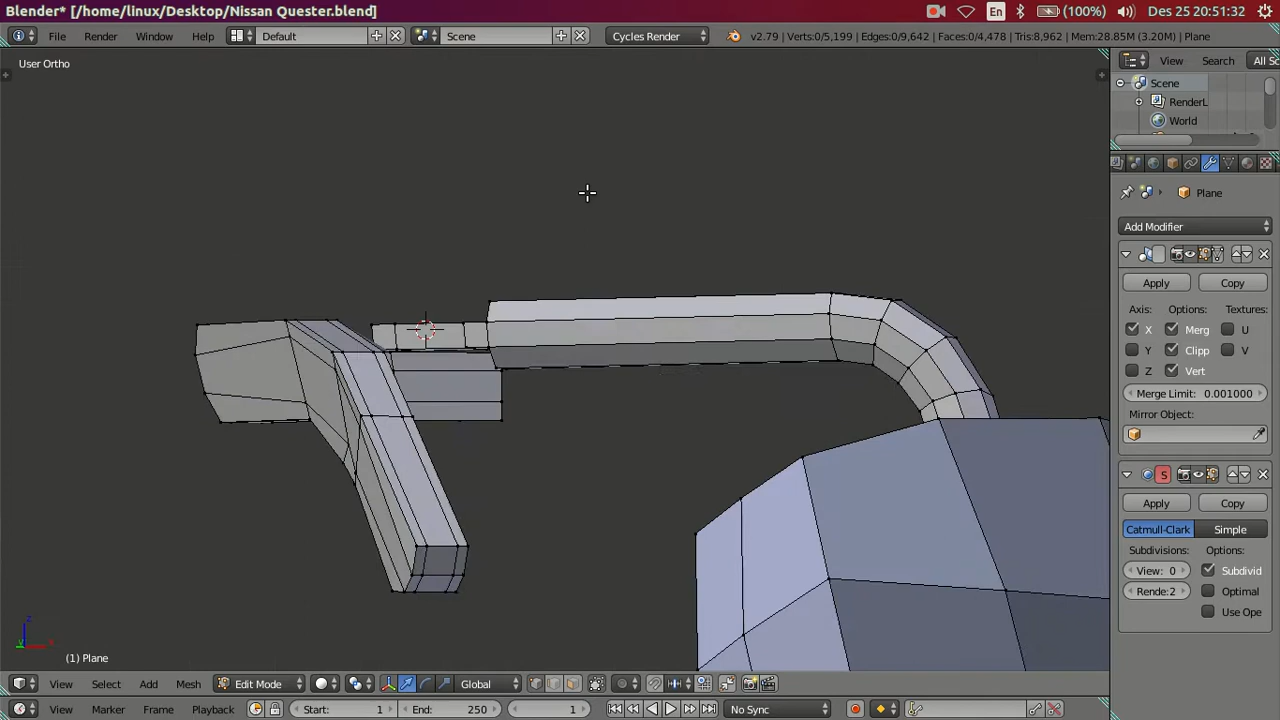 Blender* [/home/linux/Desktop/Nissan Quester.blend]
En (100%) Des 25 20:51:32
File Render Window Help Default Scene Cycles Render v2.79 | Verts:0/5,199 | Edges:0/9,642 | Faces:0/4,478 | Tris:8,962 | Mem:28.85M (3.20M) | Plane
User Ortho
View Search All Sc
Scene
RenderL
World
Plane
Add Modifier
Apply Copy
Axis: Options: Textures:
X Merg U
Y Clipp V
Z Vert
Merge Limit: 0.001000
Mirror Object:
S
Apply Copy
Catmull-Clark Simple
Subdivisions: Options:
View: 0 Subdivid
Rende:2 Optimal
Use Ope
z
y x
(1) Plane
View Select Add Mesh Edit Mode Global
View Marker Frame Playback Start: 1 End: 250 1 No Sync